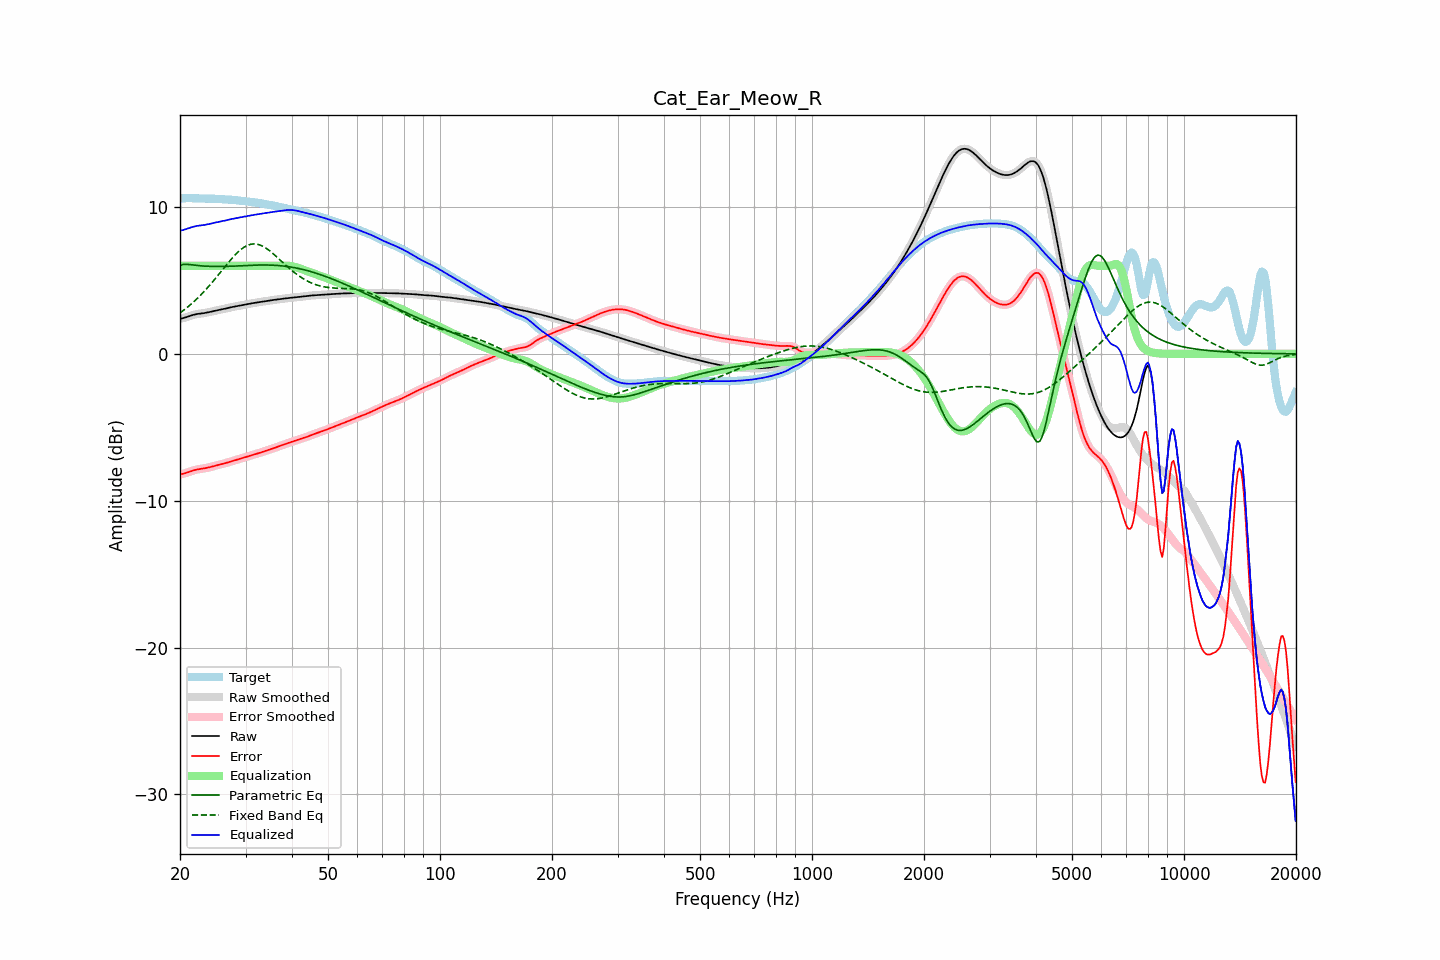 Cat_Ear_Meow_R
Amplitude (dBr)
10
0
−10
−20
−30
Target
Raw Smoothed
Error Smoothed
Raw
Error
Equalization
Parametric Eq
Fixed Band Eq
Equalized
20 50 100 200 500 1000 2000 5000 10000 20000
Frequency (Hz)